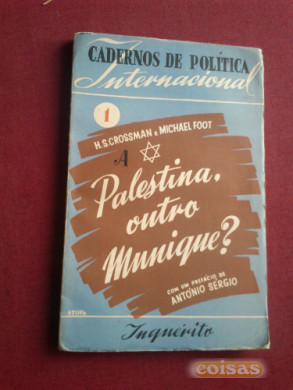 CADERNOS DE POLÍTICA
Internacional
1
H.S. CROSSMAN e MICHAEL FOOT
A
Palestina,
outro
Munique?
COM UM PREFÁCIO DE
ANTÓNIO SÉRGIO
Inquérito
coisas